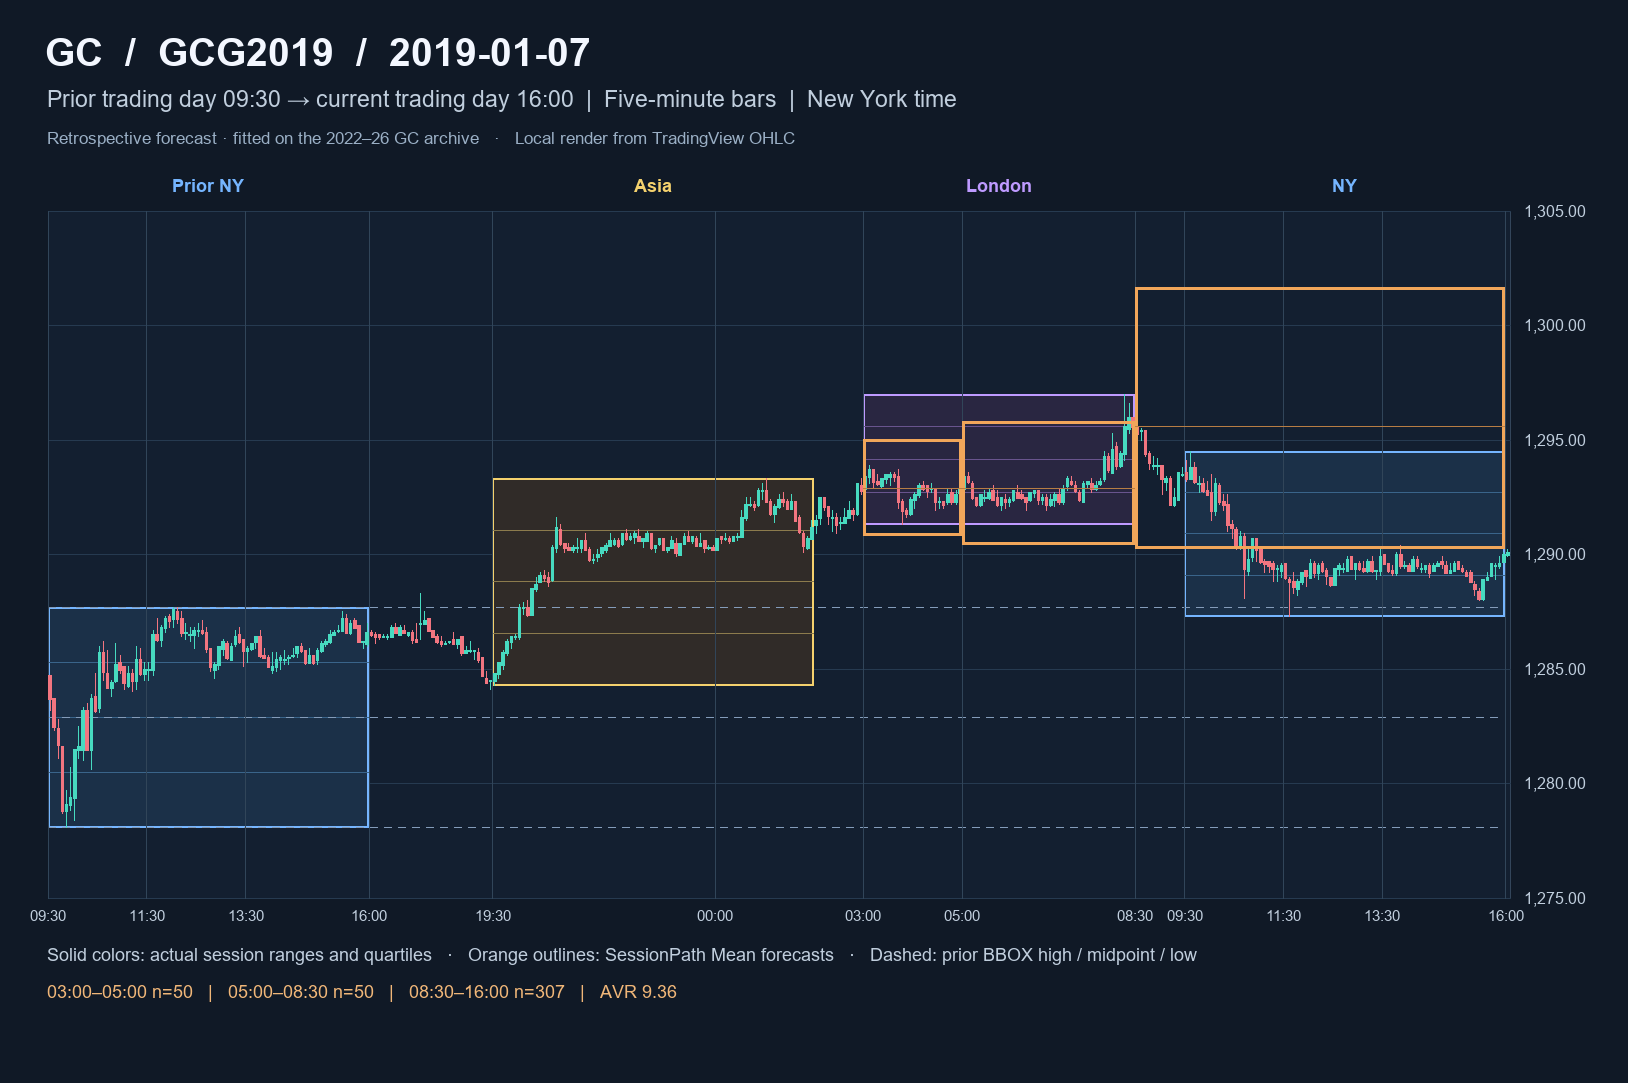 GC / GCG2019 / 2019-01-07
Prior trading day 09:30 → current trading day 16:00 | Five-minute bars | New York time
Retrospective forecast · fitted on the 2022–26 GC archive · Local render from TradingView OHLC
Prior NY Asia London NY
1,305.00
1,300.00
1,295.00
1,290.00
1,285.00
1,280.00
1,275.00
09:30 11:30 13:30 16:00 19:30 00:00 03:00 05:00 08:30 09:30 11:30 13:30 16:00
Solid colors: actual session ranges and quartiles · Orange outlines: SessionPath Mean forecasts · Dashed: prior BBOX high / midpoint / low
03:00–05:00 n=50 | 05:00–08:30 n=50 | 08:30–16:00 n=307 | AVR 9.36